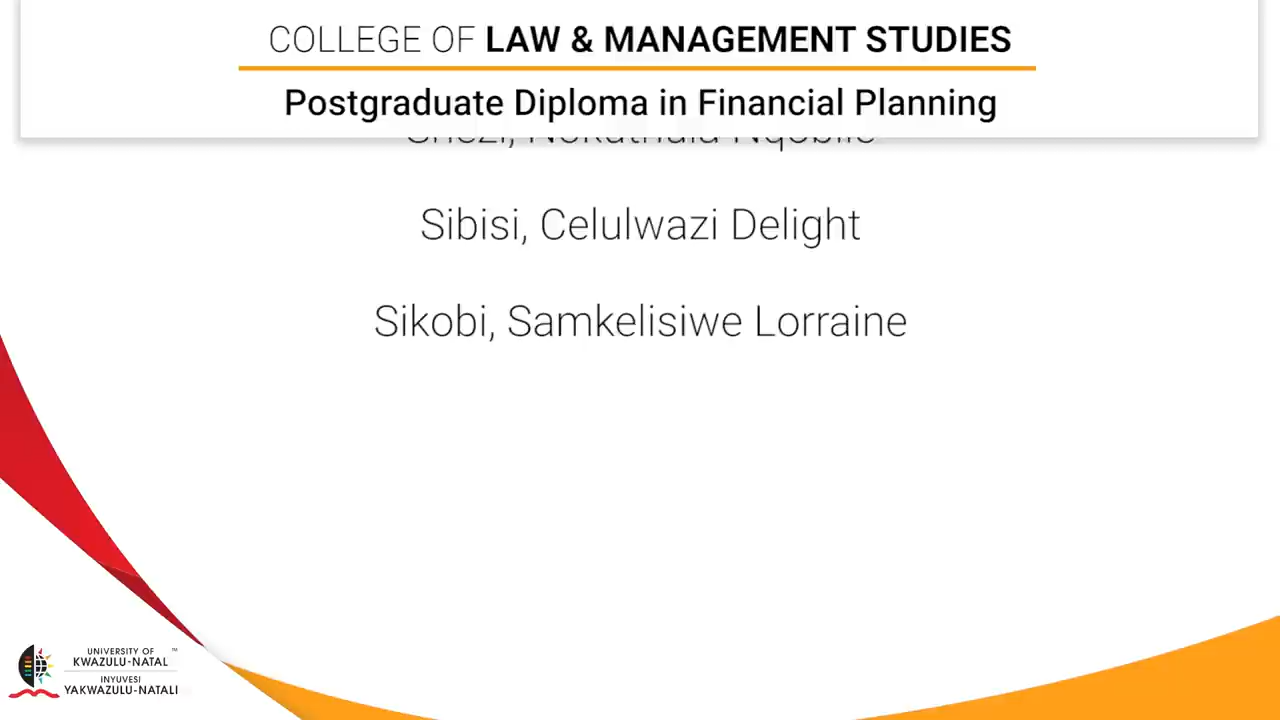 COLLEGE OF LAW & MANAGEMENT STUDIES
Postgraduate Diploma in Financial Planning
Sibisi, Celulwazi Delight
Sikobi, Samkelisiwe Lorraine
UNIVERSITY OF
KWAZULU-NATAL
INYUVESI
YAKWAZULU-NATALI